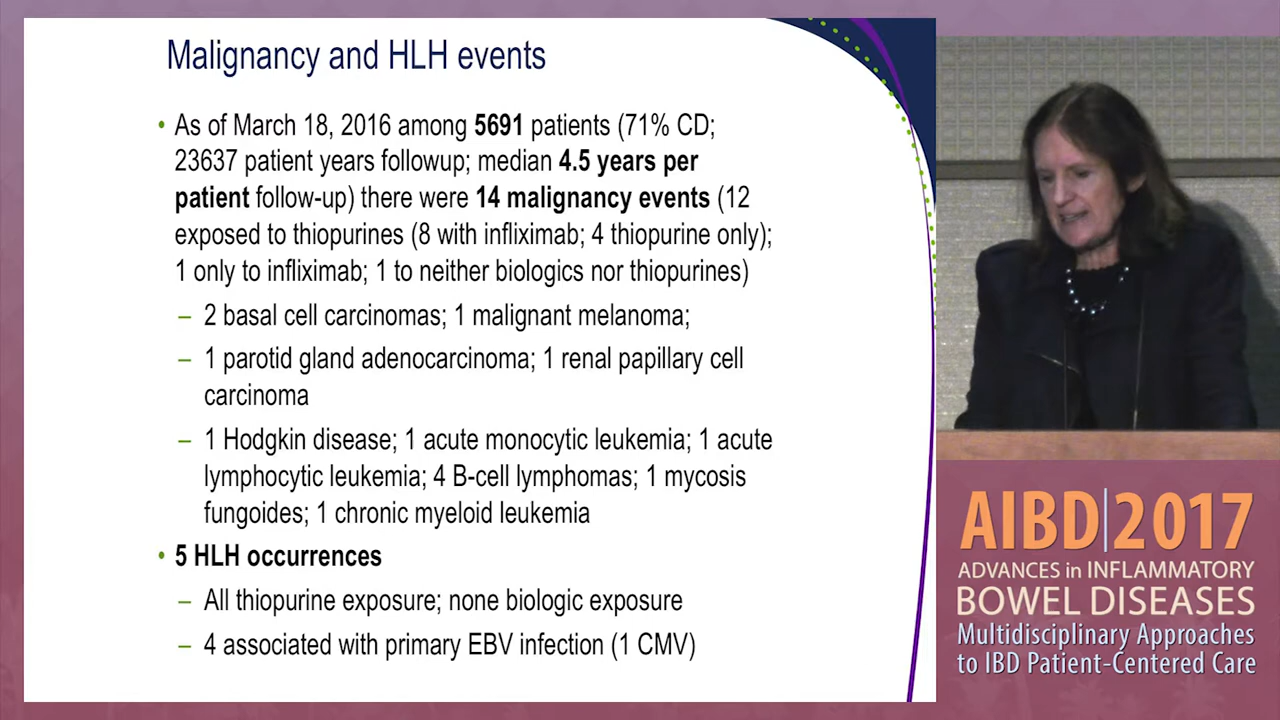 Malignancy and HLH events
• As of March 18, 2016 among 5691 patients (71% CD;
23637 patient years followup; median 4.5 years per
patient follow-up) there were 14 malignancy events (12
exposed to thiopurines (8 with infliximab; 4 thiopurine only);
1 only to infliximab; 1 to neither biologics nor thiopurines)
– 2 basal cell carcinomas; 1 malignant melanoma;
– 1 parotid gland adenocarcinoma; 1 renal papillary cell
carcinoma
– 1 Hodgkin disease; 1 acute monocytic leukemia; 1 acute
lymphocytic leukemia; 4 B-cell lymphomas; 1 mycosis
fungoides; 1 chronic myeloid leukemia
• 5 HLH occurrences
– All thiopurine exposure; none biologic exposure
– 4 associated with primary EBV infection (1 CMV)
AIBD|2017
ADVANCES in INFLAMMATORY
BOWEL DISEASES
Multidisciplinary Approaches
to IBD Patient-Centered Care